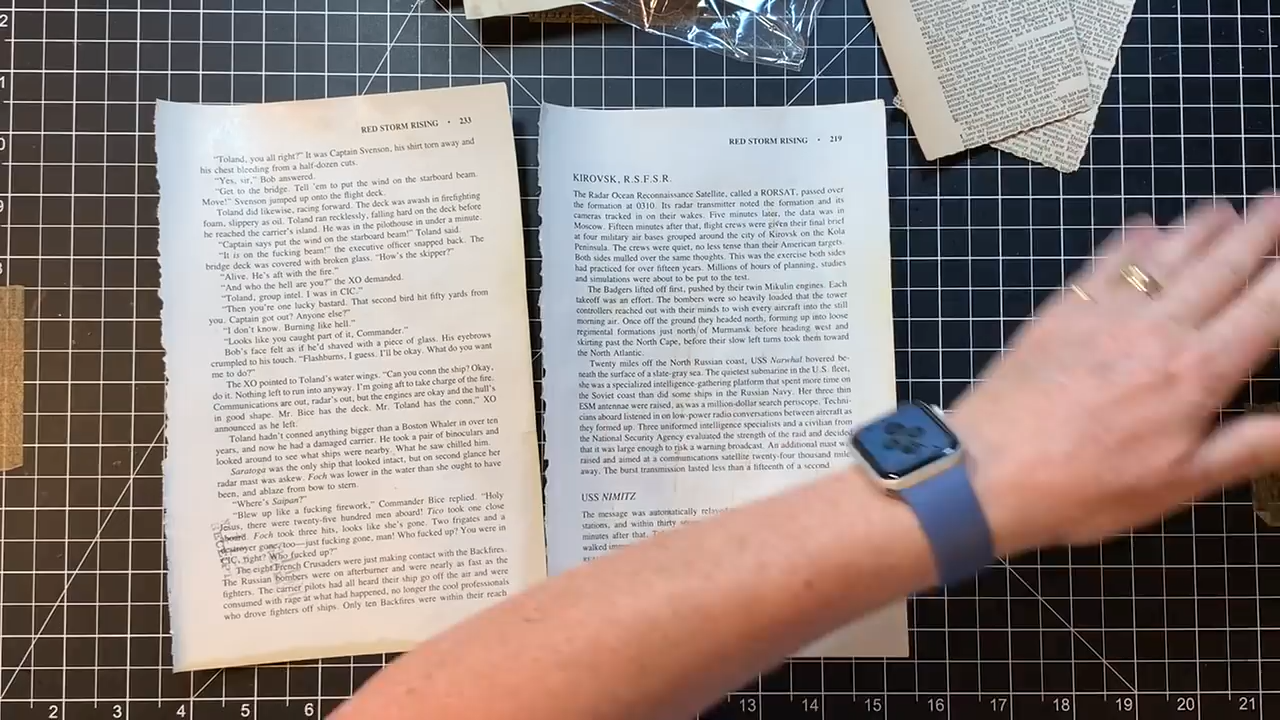 RED STORM RISING • 233
"Toland, you all right?" It was Captain Svenson, his shirt torn away and
his chest bleeding from a half-dozen cuts.
"Yes, sir," Bob answered.
"Get to the bridge. Tell 'em to put the wind on the starboard beam.
Move!" Svenson jumped up onto the flight deck.
Toland did likewise, racing forward. The deck was awash in firefighting
foam, slippery as oil. Toland ran recklessly, falling hard on the deck before
he reached the carrier's island. He was in the pilothouse in under a minute.
"Captain says put the wind on the starboard beam!" Toland said.
"It is on the fucking beam!" the executive officer snapped back. The
bridge deck was covered with broken glass. "How's the skipper?"
"Alive. He's aft with the fire."
"And who the hell are you?" the XO demanded.
"Toland, group intel. I was in CIC."
"Then you're one lucky bastard. That second bird hit fifty yards from
you. Captain got out? Anyone else?"
"I don't know. Burning like hell."
"Looks like you caught part of it, Commander."
Bob's face felt as if he'd shaved with a piece of glass. His eyebrows
crumpled to his touch. "Flashburns, I guess. I'll be okay. What do you want
me to do?"
The XO pointed to Toland's water wings. "Can you conn the ship? Okay,
do it. Nothing left to run into anyway. I'm going aft to take charge of the fire.
Communications are out, radar's out, but the engines are okay and the hull's
in good shape. Mr. Bice has the deck. Mr. Toland has the conn," XO
announced as he left.
Toland hadn't conned anything bigger than a Boston Whaler in over ten
years, and now he had a damaged carrier. He took a pair of binoculars and
looked around to see what ships were nearby. What he saw chilled him.
Saratoga was the only ship that looked intact, but on second glance her
radar mast was askew. Foch was lower in the water than she ought to have
been, and ablaze from bow to stern.
"Where's Saipan?"
"Blew up like a fucking firework," Commander Bice replied. "Holy
Jesus, there were twenty-five hundred men aboard! Tico took one close
aboard. Foch took three hits, looks like she's gone. Two frigates and a
destroyer gone, too—just fucking gone, man! Who fucked up? You were in
CIC, right? Who fucked up?"
The eight French Crusaders were just making contact with the Backfires.
The Russian bombers were on afterburner and were nearly as fast as the
fighters. The carrier pilots had all heard their ship go off the air and were
consumed with rage at what had happened, no longer the cool professionals
who drove fighters off ships. Only ten Backfires were within their reach
RED STORM RISING • 219
KIROVSK, R.S.F.S.R.
The Radar Ocean Reconnaissance Satellite, called a RORSAT, passed over
the formation at 0310. Its radar transmitter noted the formation and its
cameras tracked in on their wakes. Five minutes later, the data was in
Moscow. Fifteen minutes after that, flight crews were given their final brief
at four military air bases grouped around the city of Kirovsk on the Kola
Peninsula. The crews were quiet, no less tense than their American targets.
Both sides mulled over the same thoughts. This was the exercise both sides
had practiced for over fifteen years. Millions of hours of planning, studies
and simulations were about to be put to the test.
The Badgers lifted off first, pushed by their twin Mikulin engines. Each
takeoff was an effort. The bombers were so heavily loaded that the tower
controllers reached out with their minds to wish every aircraft into the still
morning air. Once off the ground they headed north, forming up into loose
regimental formations just north of Murmansk before heading west and
skirting past the North Cape, before their slow left turns took them toward
the North Atlantic.
Twenty miles off the North Russian coast, USS Narwhal hovered be-
neath the surface of a slate-gray sea. The quietest submarine in the U.S. fleet,
she was a specialized intelligence-gathering platform that spent more time on
the Soviet coast than did some ships in the Russian Navy. Her three thin
ESM antennae were raised, as was a million-dollar search periscope. Techni-
cians aboard listened in on low-power radio conversations between aircraft as
they formed up. Three uniformed intelligence specialists and a civilian from
the National Security Agency evaluated the strength of the raid and decided
that it was large enough to risk a warning broadcast. An additional mast was
raised and aimed at a communications satellite twenty-four thousand miles
away. The burst transmission lasted less than a fifteenth of a second.
USS NIMITZ
The message was automatically
stations, and within thirty
minutes after that.
walked
2 3 4 5 6 13 14 15 16 17 18 19 20 21